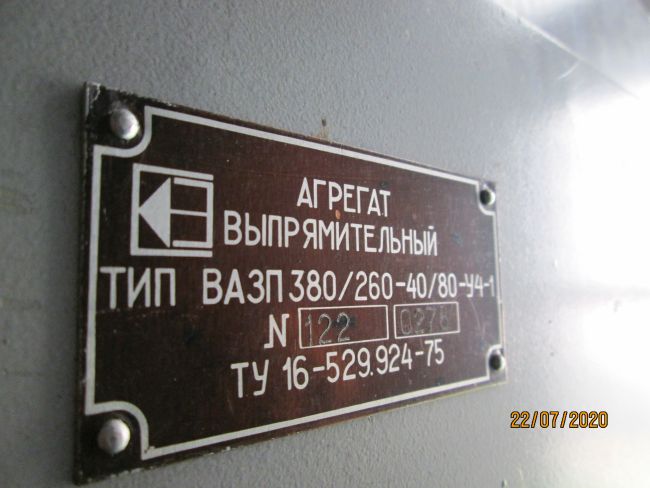 АГРЕГАТ
ВЫПРЯМИТЕЛЬНЫЙ
ТИП ВАЗП 380/260-40/80-У4-1
N 122 0278
ТУ 16-529.924-75
22/07/2020